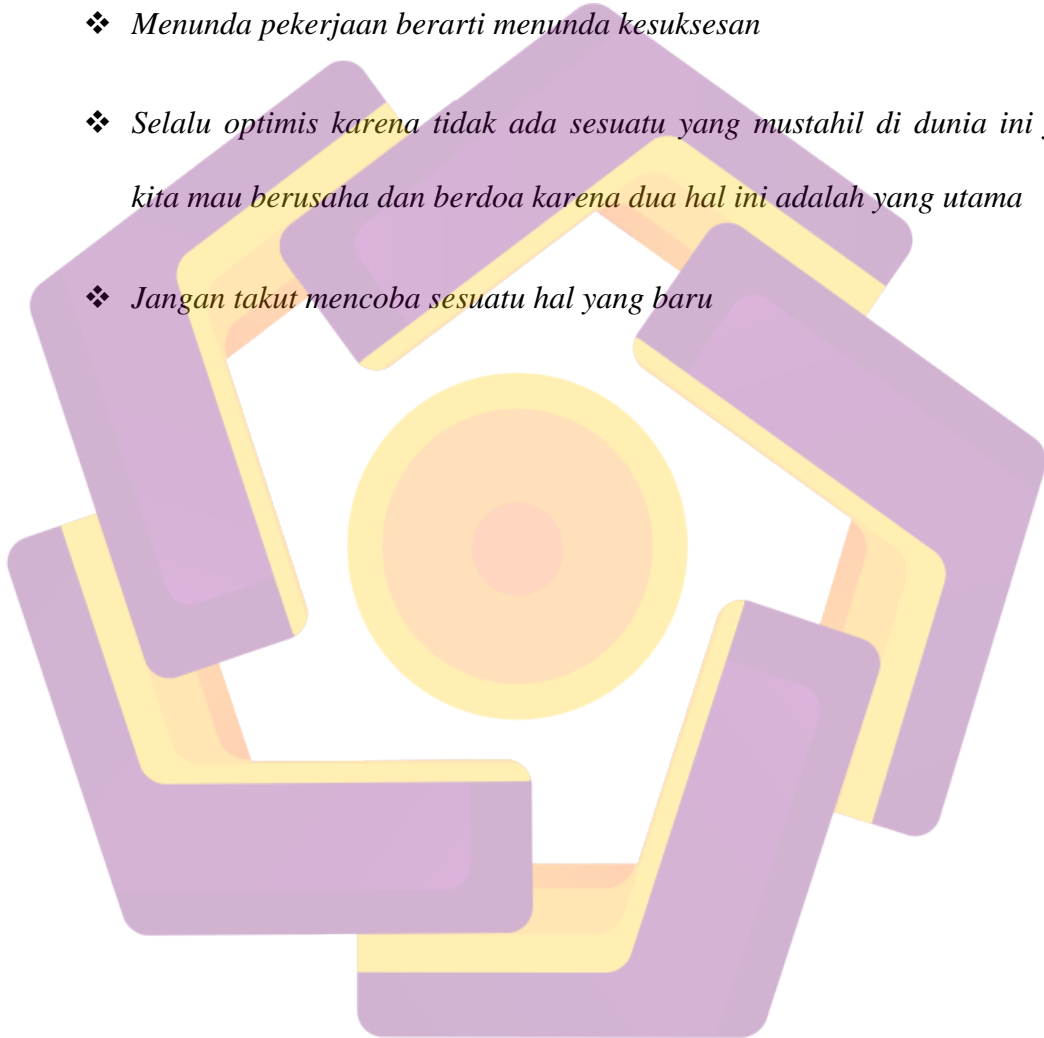 ❖ Menunda pekerjaan berarti menunda kesuksesan
❖ Selalu optimis karena tidak ada sesuatu yang mustahil di dunia ini
kita mau berusaha dan berdoa karena dua hal ini adalah yang utama
❖ Jangan takut mencoba sesuatu hal yang baru